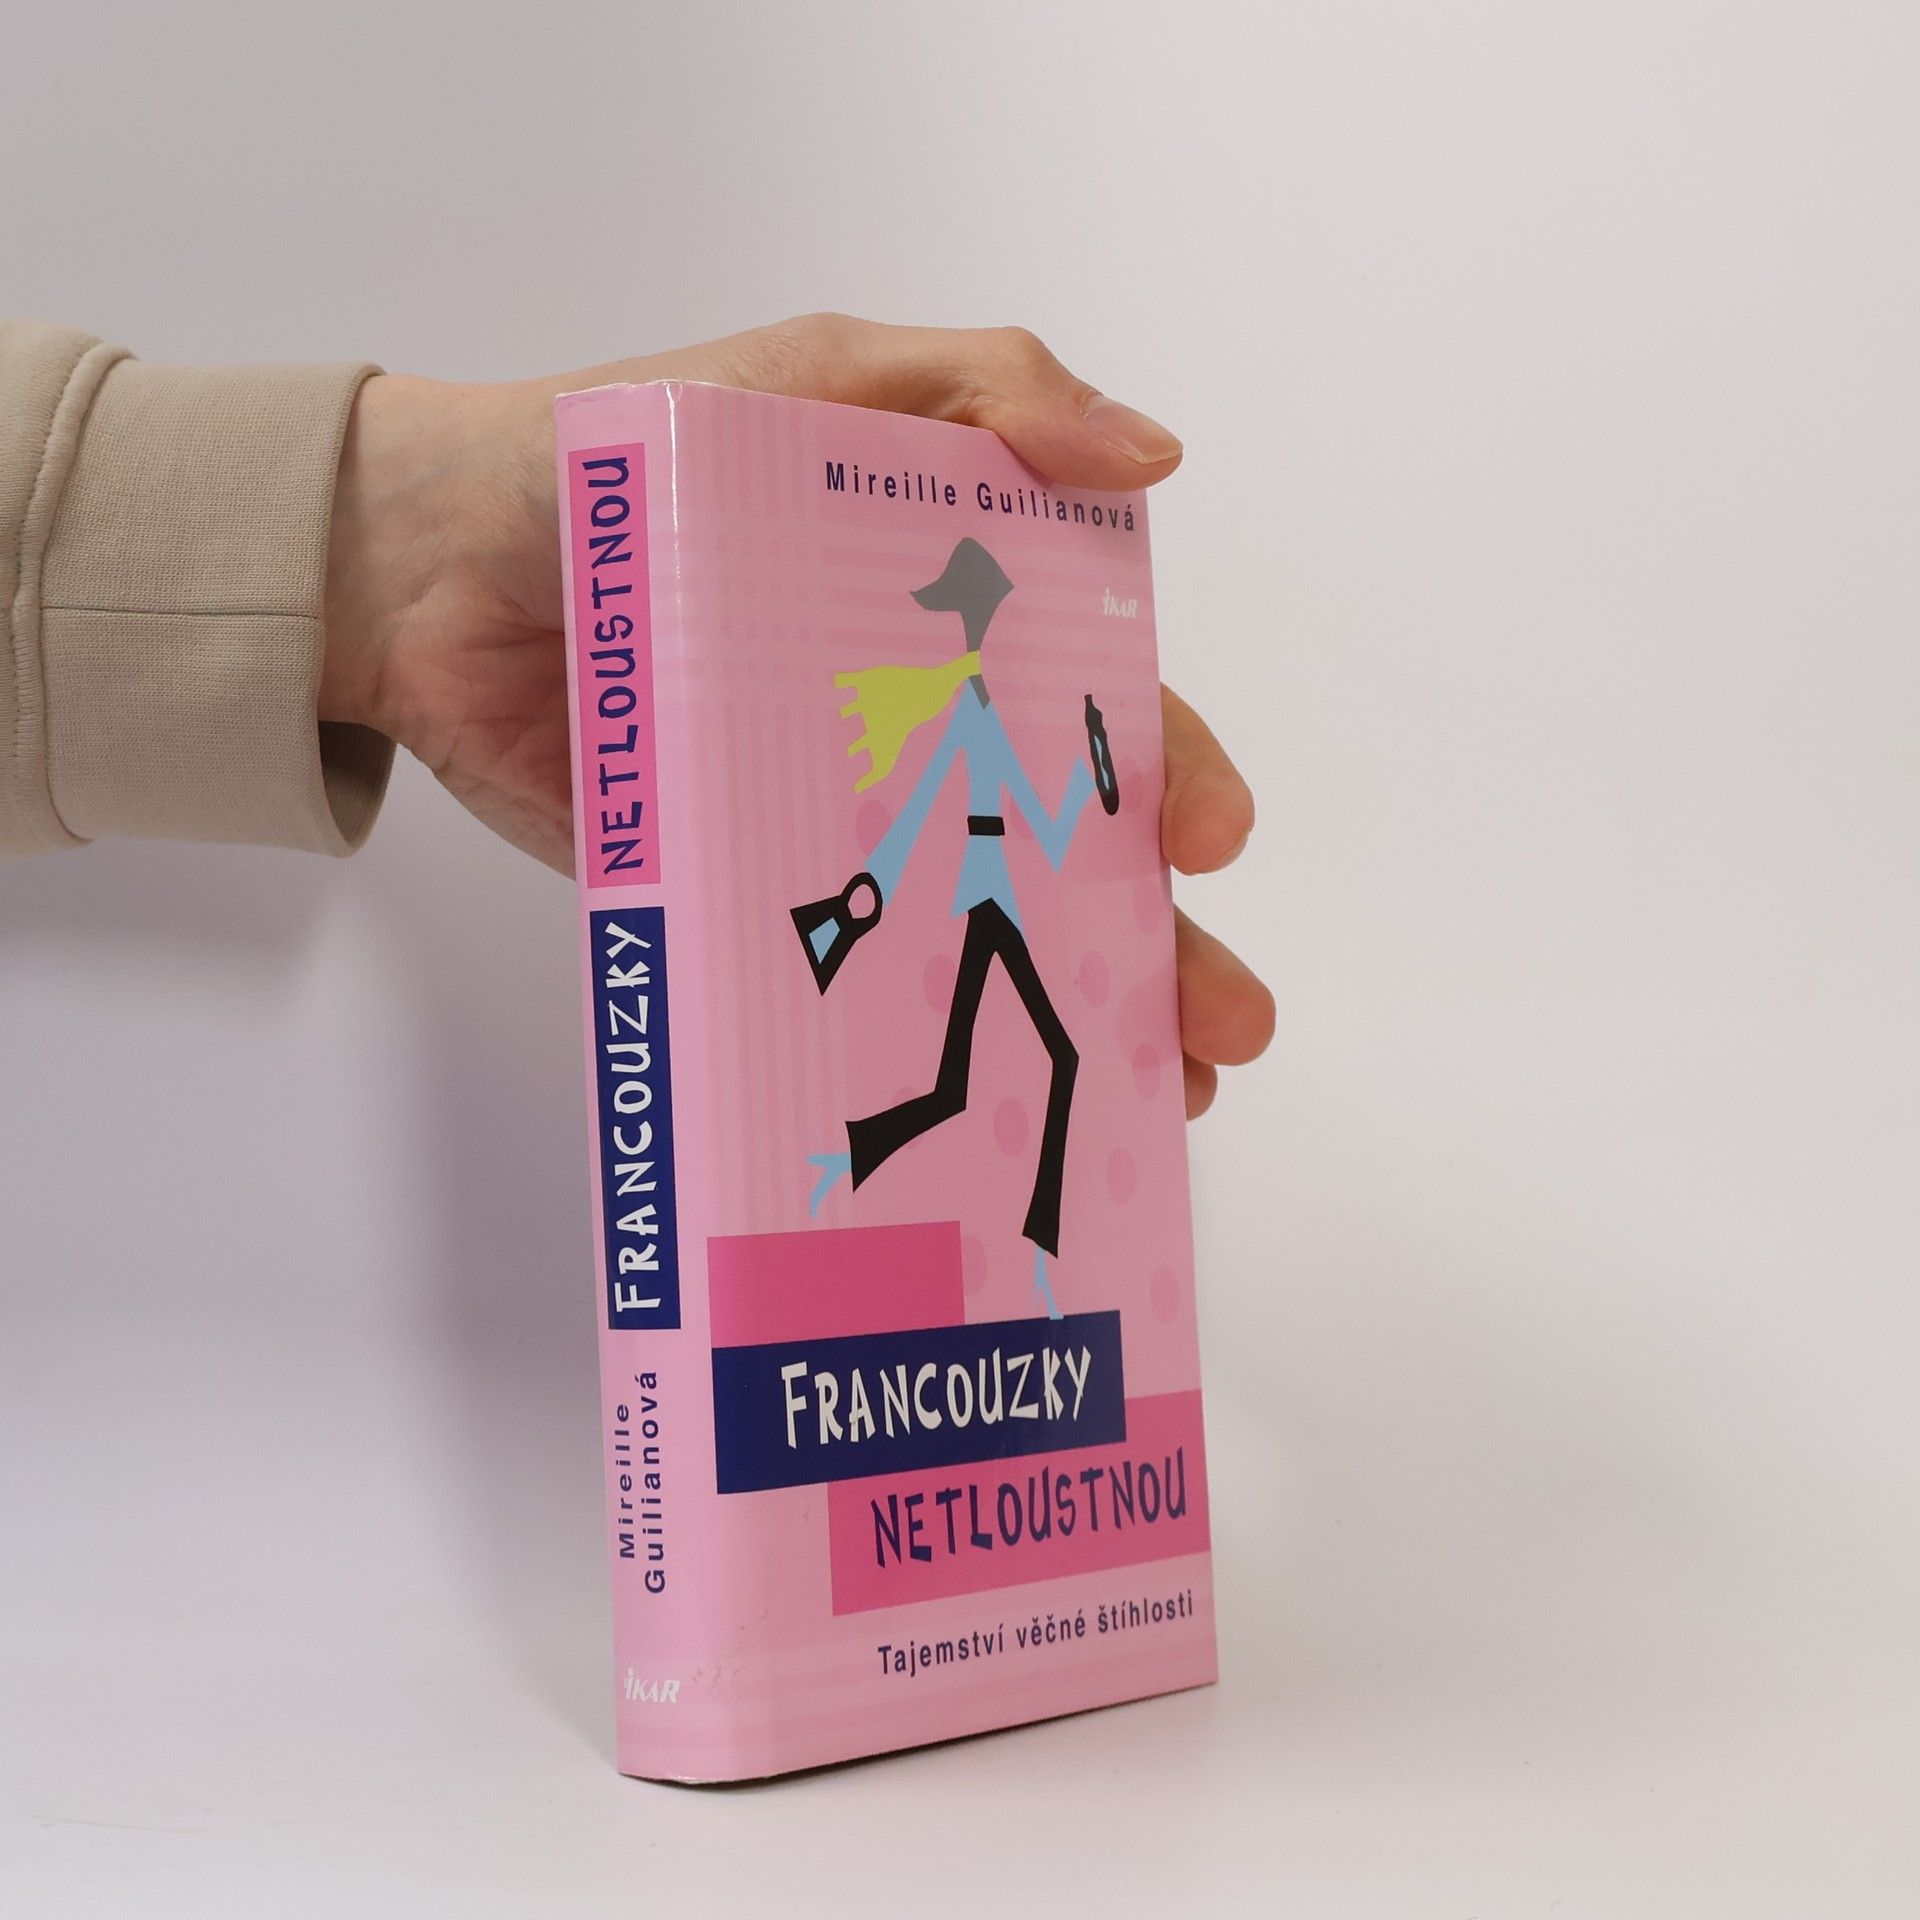 NETLOUSTNOU
FRANCOUZKY
Mireille
Guilianová
IKAR
Mireille Guilianová
IKAR
FRANCOUZKY
NETLOUSTNOU
Tajemství věčné štíhlosti